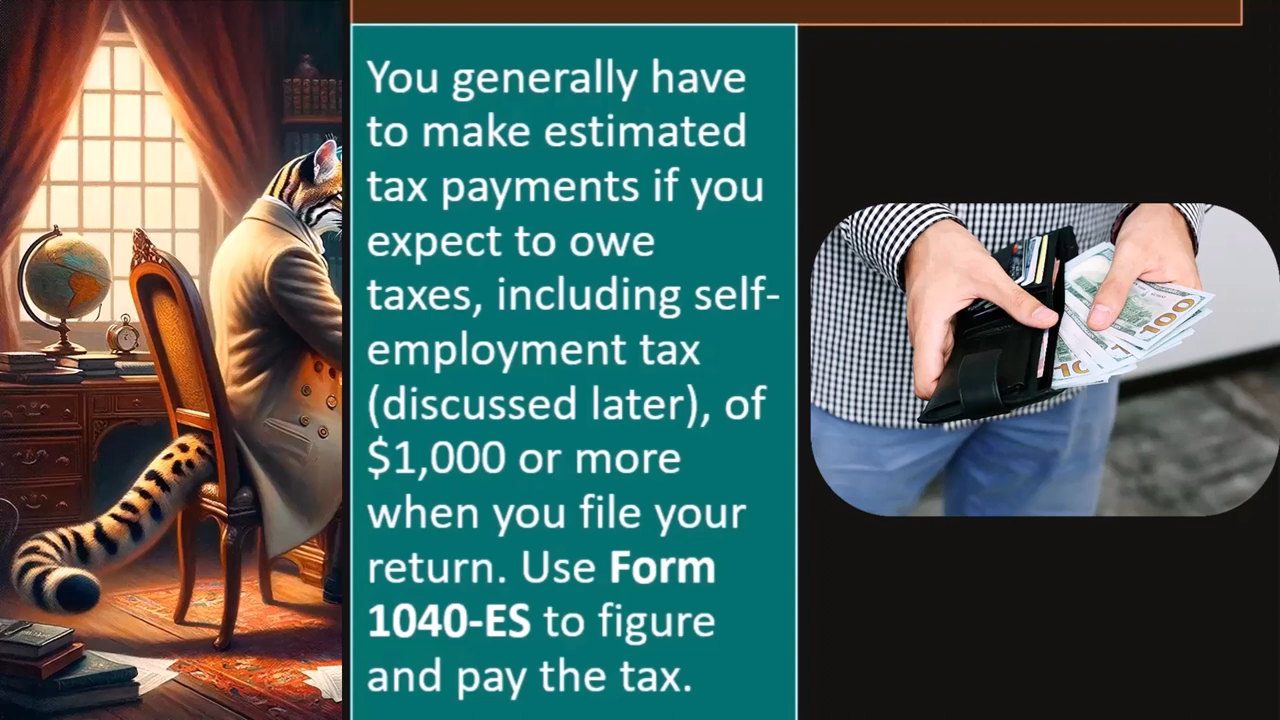 You generally have
to make estimated
tax payments if you
expect to owe
taxes, including self-
employment tax
(discussed later), of
$1,000 or more
when you file your
return. Use Form
1040-ES to figure
and pay the tax.
100